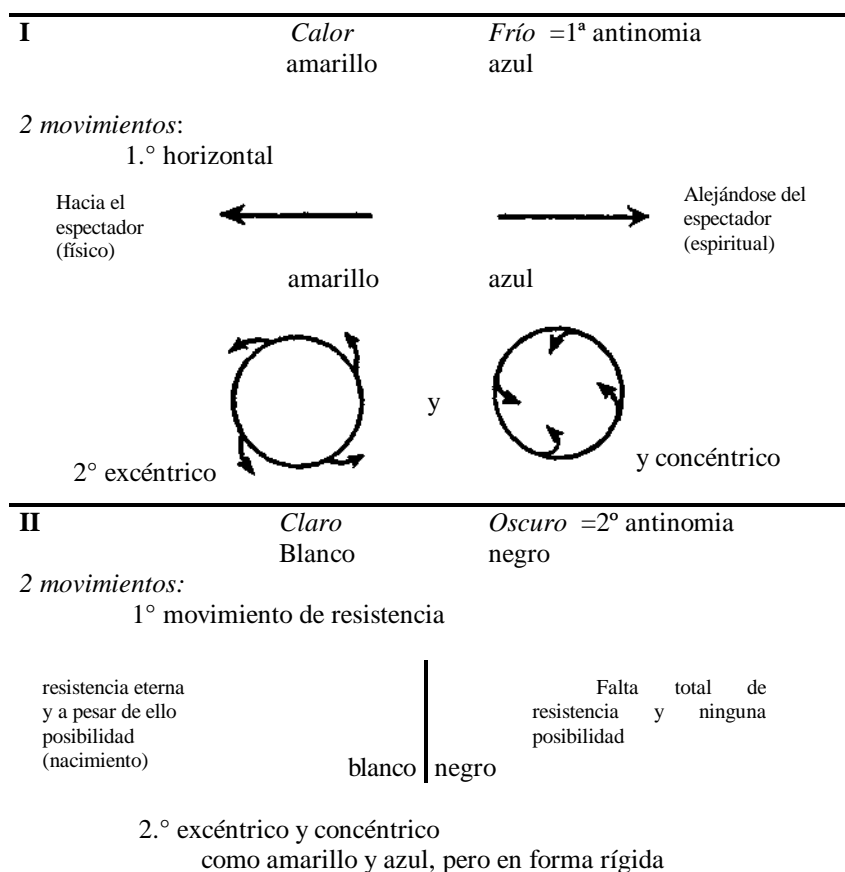 I Calor Frío =1ª antinomia
amarillo azul
2 movimientos:
1.° horizontal
Hacia el
espectador
(físico)
Alejándose del
espectador
(espiritual)
amarillo azul
y
2° excéntrico
y concéntrico
II Claro Oscuro =2º antinomia
Blanco negro
2 movimientos:
1° movimiento de resistencia
resistencia eterna
y a pesar de ello
posibilidad
(nacimiento)
Falta total de
resistencia y ninguna
posibilidad
blanco negro
2.° excéntrico y concéntrico
como amarillo y azul, pero en forma rígida